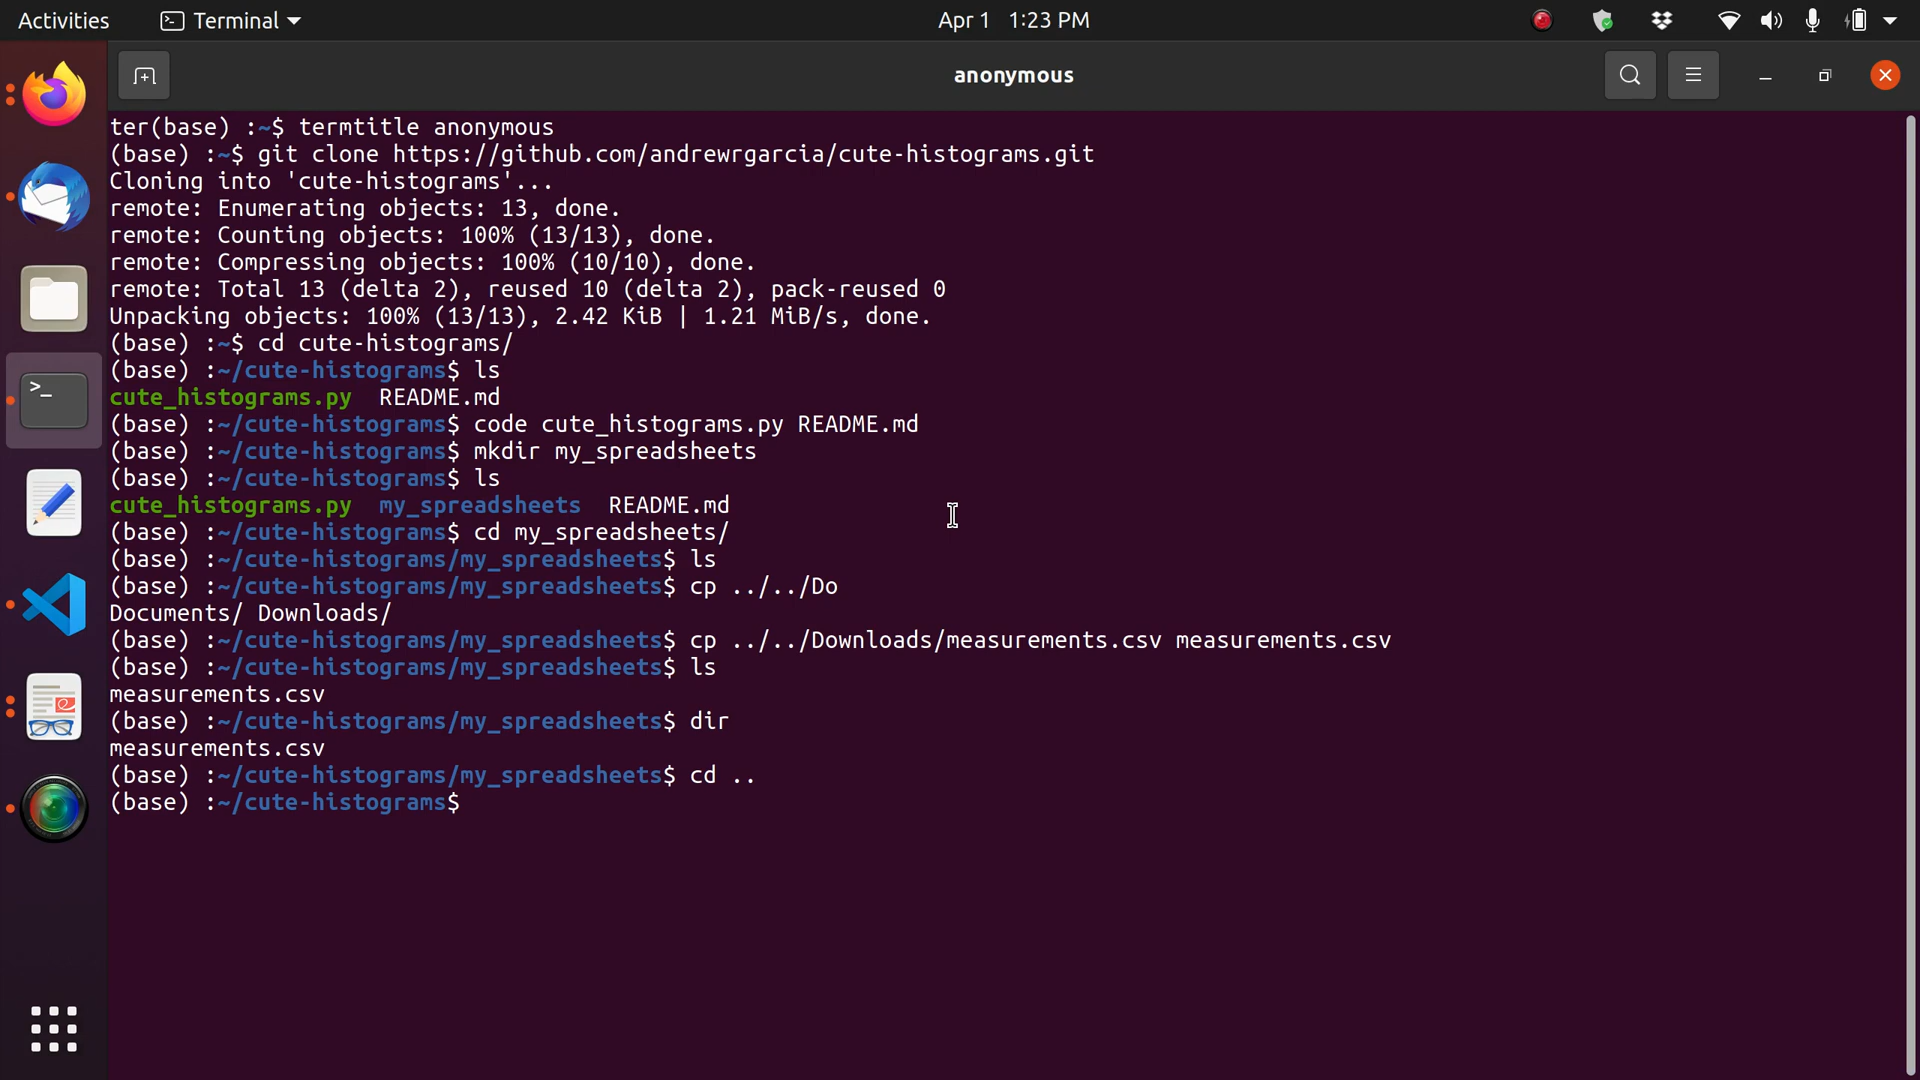 Activities Terminal Apr 1 1:23 PM
anonymous
ter(base) :~$ termtitle anonymous
(base) :~$ git clone https://github.com/andrewrgarcia/cute-histograms.git
Cloning into 'cute-histograms'...
remote: Enumerating objects: 13, done.
remote: Counting objects: 100% (13/13), done.
remote: Compressing objects: 100% (10/10), done.
remote: Total 13 (delta 2), reused 10 (delta 2), pack-reused 0
Unpacking objects: 100% (13/13), 2.42 KiB | 1.21 MiB/s, done.
(base) :~$ cd cute-histograms/
(base) :~/cute-histograms$ ls
cute_histograms.py  README.md
(base) :~/cute-histograms$ code cute_histograms.py README.md
(base) :~/cute-histograms$ mkdir my_spreadsheets
(base) :~/cute-histograms$ ls
cute_histograms.py  my_spreadsheets  README.md
(base) :~/cute-histograms$ cd my_spreadsheets/
(base) :~/cute-histograms/my_spreadsheets$ ls
(base) :~/cute-histograms/my_spreadsheets$ cp ../../Do
Documents/ Downloads/
(base) :~/cute-histograms/my_spreadsheets$ cp ../../Downloads/measurements.csv measurements.csv
(base) :~/cute-histograms/my_spreadsheets$ ls
measurements.csv
(base) :~/cute-histograms/my_spreadsheets$ dir
measurements.csv
(base) :~/cute-histograms/my_spreadsheets$ cd ..
(base) :~/cute-histograms$